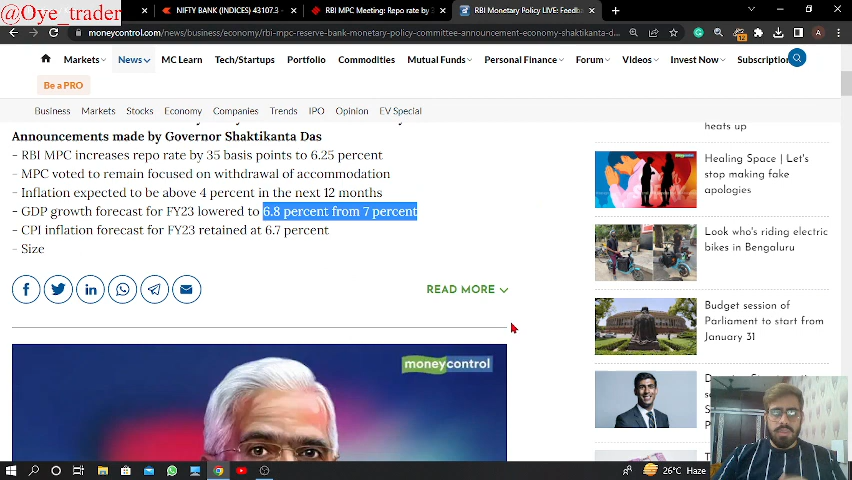 @Oye_trader
NIFTY BANK (INDICES) 43107.3
RBI MPC Meeting: Repo rate by 3
RBI Monetary Policy LIVE: Feedb
moneycontrol.com/news/business/economy/rbi-mpc-reserve-bank-monetary-policy-committee-announcement-economy-shaktikanta-d...
12
A
Markets
News
MC Learn
Tech/Startups
Portfolio
Commodities
Mutual Funds
Personal Finance
Forum
Videos
Invest Now
Subscription
Be a PRO
Business
Markets
Stocks
Economy
Companies
Trends
IPO
Opinion
EV Special
Announcements made by Governor Shaktikanta Das
- RBI MPC increases repo rate by 35 basis points to 6.25 percent
- MPC voted to remain focused on withdrawal of accommodation
- Inflation expected to be above 4 percent in the next 12 months
- GDP growth forecast for FY23 lowered to 6.8 percent from 7 percent
- CPI inflation forecast for FY23 retained at 6.7 percent
- Size
READ MORE
moneycontrol
heats up
Healing Space | Let's
stop making fake
apologies
Look who's riding electric
bikes in Bengaluru
Budget session of
Parliament to start from
January 31
26°C Haze